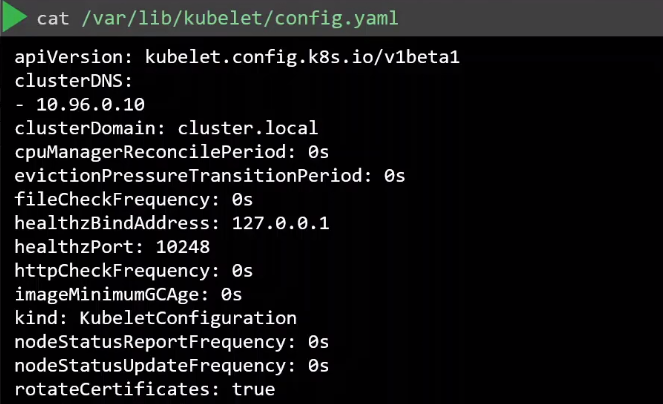 cat /var/lib/kubelet/config.yaml
apiVersion: kubelet.config.k8s.io/v1beta1
clusterDNS:
- 10.96.0.10
clusterDomain: cluster.local
cpuManagerReconcilePeriod: 0s
evictionPressureTransitionPeriod: 0s
fileCheckFrequency: 0s
healthzBindAddress: 127.0.0.1
healthzPort: 10248
httpCheckFrequency: 0s
imageMinimumGCAge: 0s
kind: KubeletConfiguration
nodeStatusReportFrequency: 0s
nodeStatusUpdateFrequency: 0s
rotateCertificates: true